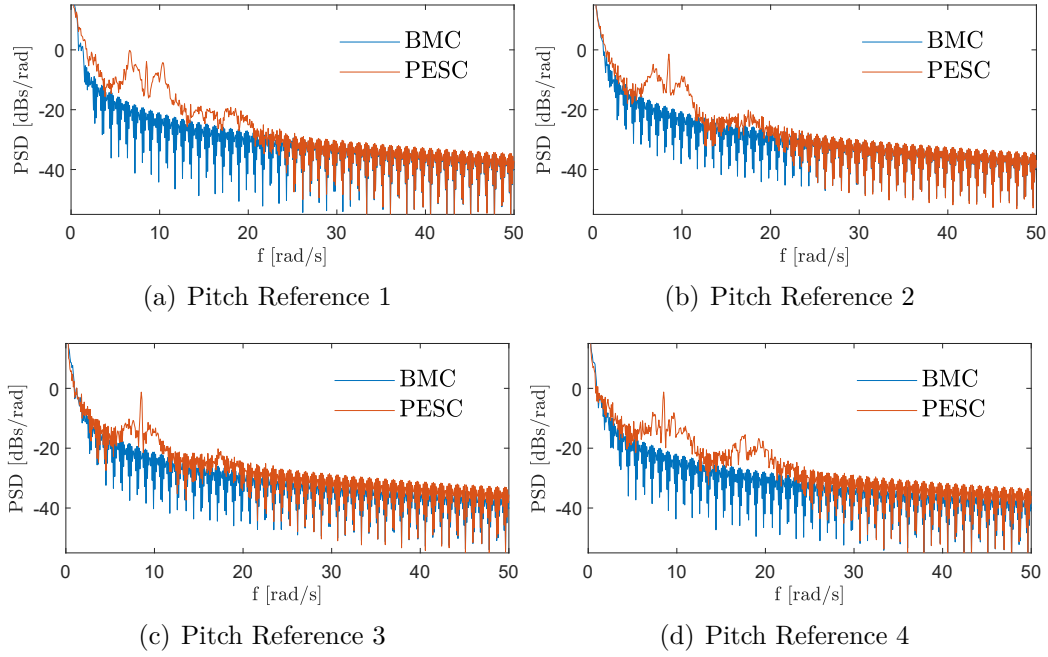 BMC
PESC
PSD [dBs/rad]
0
-20
-40
0 10 20 30 40 50
f [rad/s]
(a) Pitch Reference 1
BMC
PESC
PSD [dBs/rad]
0
-20
-40
0 10 20 30 40 50
f [rad/s]
(b) Pitch Reference 2
BMC
PESC
PSD [dBs/rad]
0
-20
-40
0 10 20 30 40 50
f [rad/s]
(c) Pitch Reference 3
BMC
PESC
PSD [dBs/rad]
0
-20
-40
0 10 20 30 40 50
f [rad/s]
(d) Pitch Reference 4